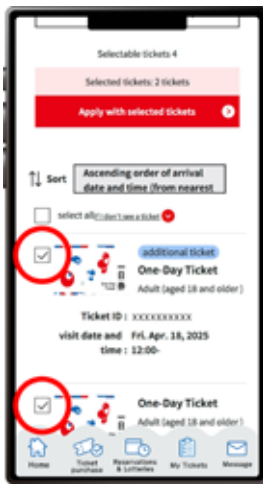 Selectable tickets 4
Selected tickets: 2 tickets
Apply with selected tickets
Sort
Ascending order of arrival
date and time (from nearest
select all
I don't see a ticket
additional ticket
One-Day Ticket
Adult (aged 18 and older)
Ticket ID : xxxxxxxxxx
visit date and time : Fri. Apr. 18, 2025
12:00-
One-Day Ticket
Adult (aged 18 and older)
Home
Ticket purchase
Reservations & Lotteries
My Tickets
Message